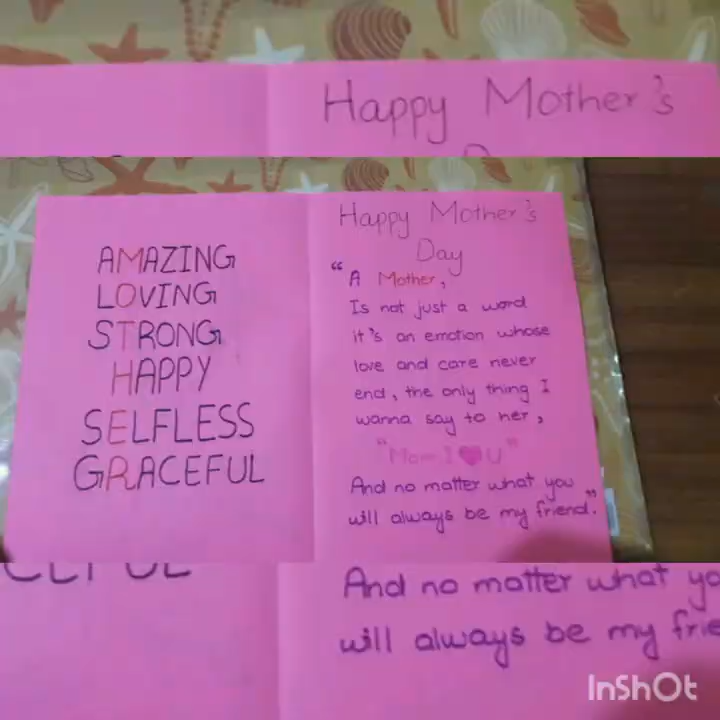 Happy Mother's
AMAZING
LOVING
STRONG
HAPPY
SELFLESS
GRACEFUL
Happy Mother's
Day
"A Mother,
Is not just a word
it's an emotion whose
love and care never
end, the only thing I
wanna say to her,
"Mom I ♥ U"
And no matter what you
will always be my friend."
And no matter what yo
will always be my frie
InShOt